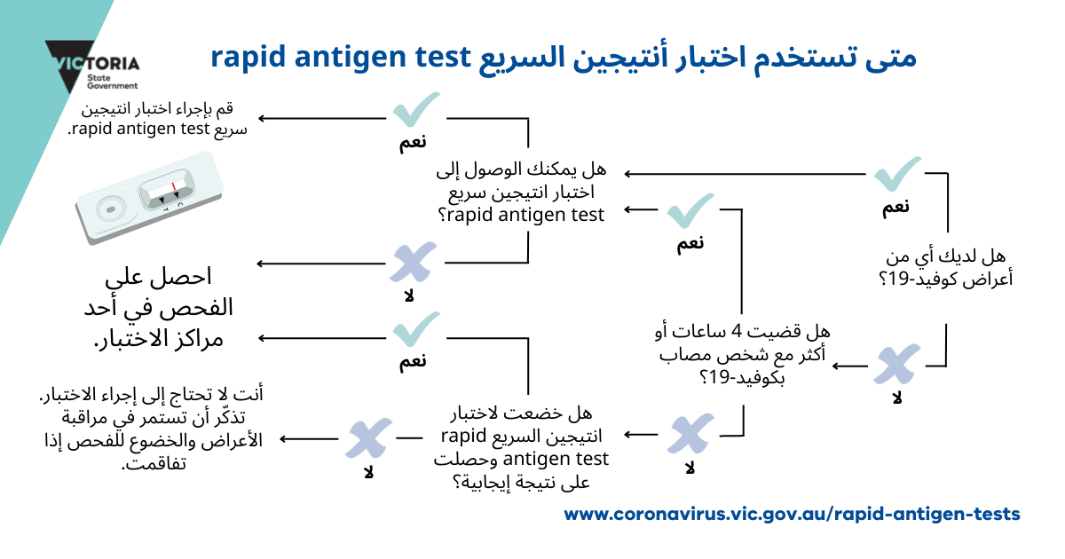 VICTORIA
State
Government
متى تستخدم اختبار أنتيجين السريع rapid antigen test
هل لديك أي من
أعراض كوفيد-19؟
نعم
لا
هل قضيت 4 ساعات أو
أكثر مع شخص مصاب
بكوفيد-19؟
نعم
لا
هل يمكنك الوصول إلى
اختبار انتيجين سريع
rapid antigen test؟
نعم
لا
هل خضعت لاختبار
انتيجين السريع rapid
antigen test وحصلت
على نتيجة إيجابية؟
نعم
لا
قم بإجراء اختبار انتيجين
سريع rapid antigen test.
C
T
احصل على
الفحص في أحد
مراكز الاختبار.
أنت لا تحتاج إلى إجراء الاختبار.
تذكّر أن تستمر في مراقبة
الأعراض والخضوع للفحص إذا
تفاقمت.
www.coronavirus.vic.gov.au/rapid-antigen-tests